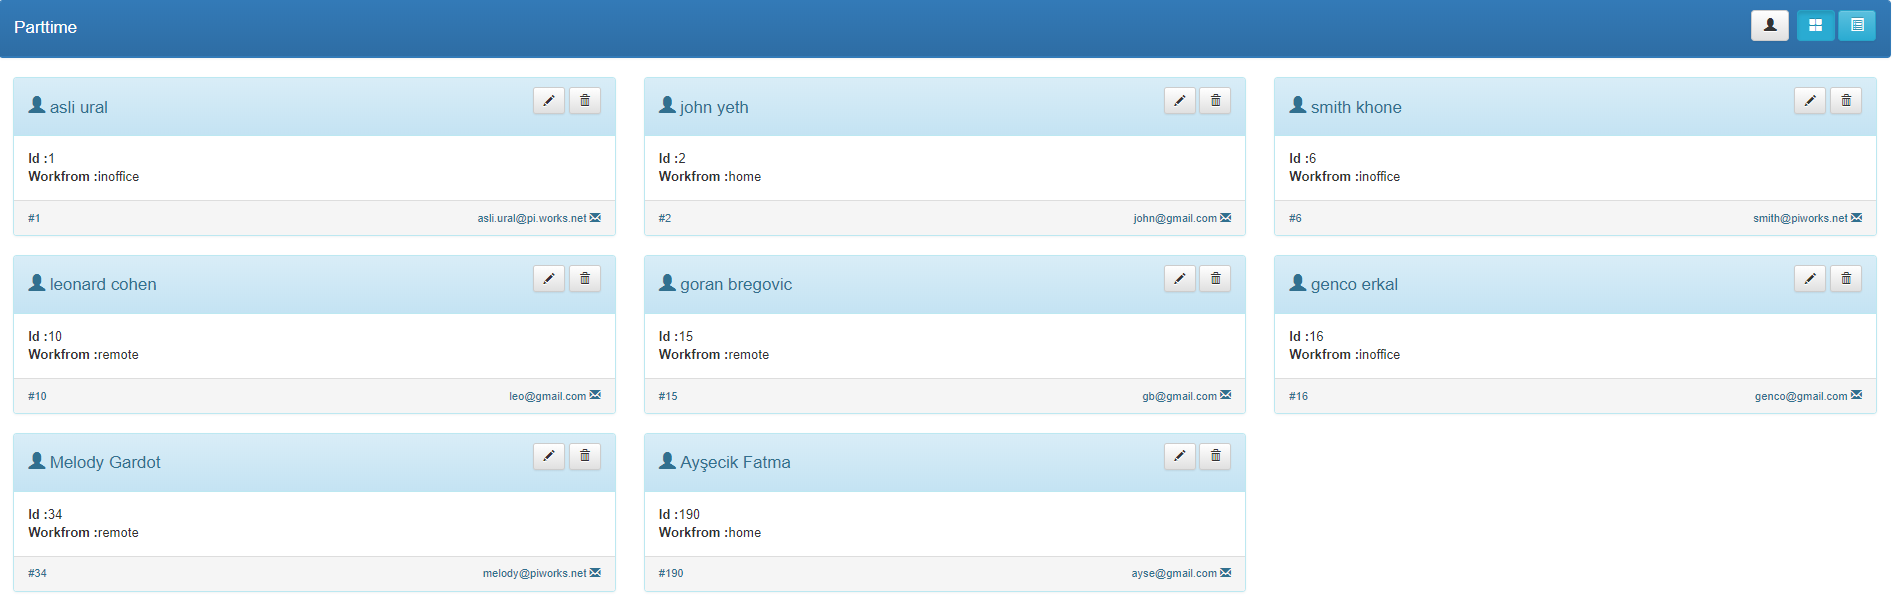 Parttime
asli ural
Id :1
Workfrom :inoffice
#1 asli.ural@pi.works.net
john yeth
Id :2
Workfrom :home
#2 john@gmail.com
smith khone
Id :6
Workfrom :inoffice
#6 smith@piworks.net
leonard cohen
Id :10
Workfrom :remote
#10 leo@gmail.com
goran bregovic
Id :15
Workfrom :remote
#15 gb@gmail.com
genco erkal
Id :16
Workfrom :inoffice
#16 genco@gmail.com
Melody Gardot
Id :34
Workfrom :remote
#34 melody@piworks.net
Ayşecik Fatma
Id :190
Workfrom :home
#190 ayse@gmail.com